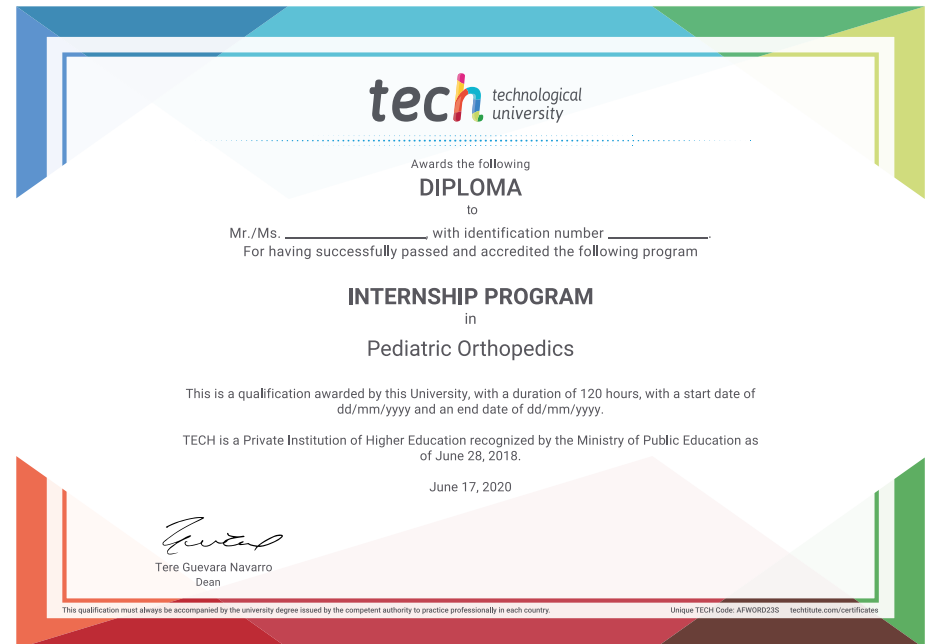 tech technological
university
Awards the following
DIPLOMA
to
Mr./Ms. ____________________, with identification number ______________.
For having successfully passed and accredited the following program
INTERNSHIP PROGRAM
in
Pediatric Orthopedics
This is a qualification awarded by this University, with a duration of 120 hours, with a start date of
dd/mm/yyyy and an end date of dd/mm/yyyy.
TECH is a Private Institution of Higher Education recognized by the Ministry of Public Education as
of June 28, 2018.
June 17, 2020
Tere Guevara Navarro
Dean
This qualification must always be accompanied by the university degree issued by the competent authority to practice professionally in each country.
Unique TECH Code: AFWORD23S techtitute.com/certificates